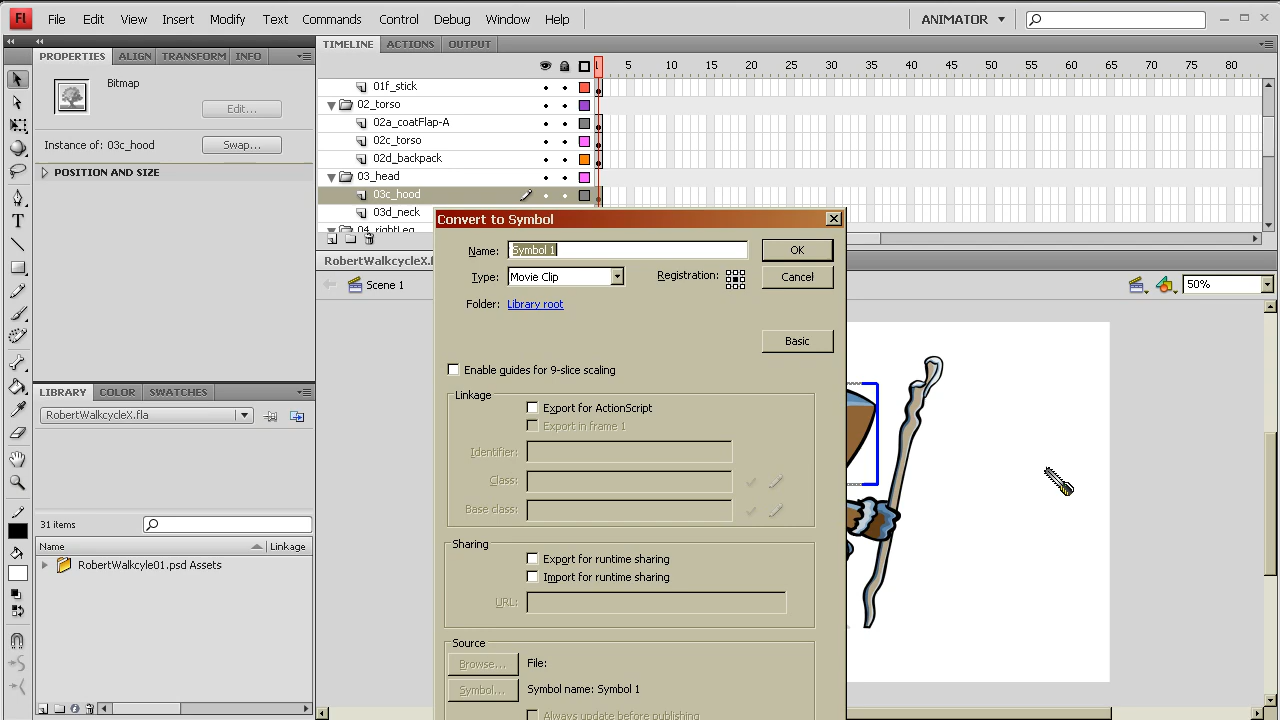 Fl File Edit View Insert Modify Text Commands Control Debug Window Help ANIMATOR
PROPERTIES ALIGN TRANSFORM INFO
Bitmap
Edit...
Instance of: 03c_hood Swap...
POSITION AND SIZE
TIMELINE ACTIONS OUTPUT
1 5 10 15 20 25 30 35 40 45 50 55 60 65 70 75 80
01f_stick
02_torso
02a_coatFlap-A
02c_torso
02d_backpack
03_head
03c_hood
03d_neck
04_rightLeg
RobertWalkcycleX.f
Scene 1
50%
Convert to Symbol
Name: Symbol 1 OK
Type: Movie Clip Registration: Cancel
Folder: Library root
Basic
Enable guides for 9-slice scaling
Linkage
Export for ActionScript
Export in frame 1
Identifier:
Class:
Base class:
Sharing
Export for runtime sharing
Import for runtime sharing
URL:
Source
Browse... File:
Symbol... Symbol name: Symbol 1
Always update before publishing
LIBRARY COLOR SWATCHES
RobertWalkcycleX.fla
31 items
Name Linkage
RobertWalkcyle01.psd Assets